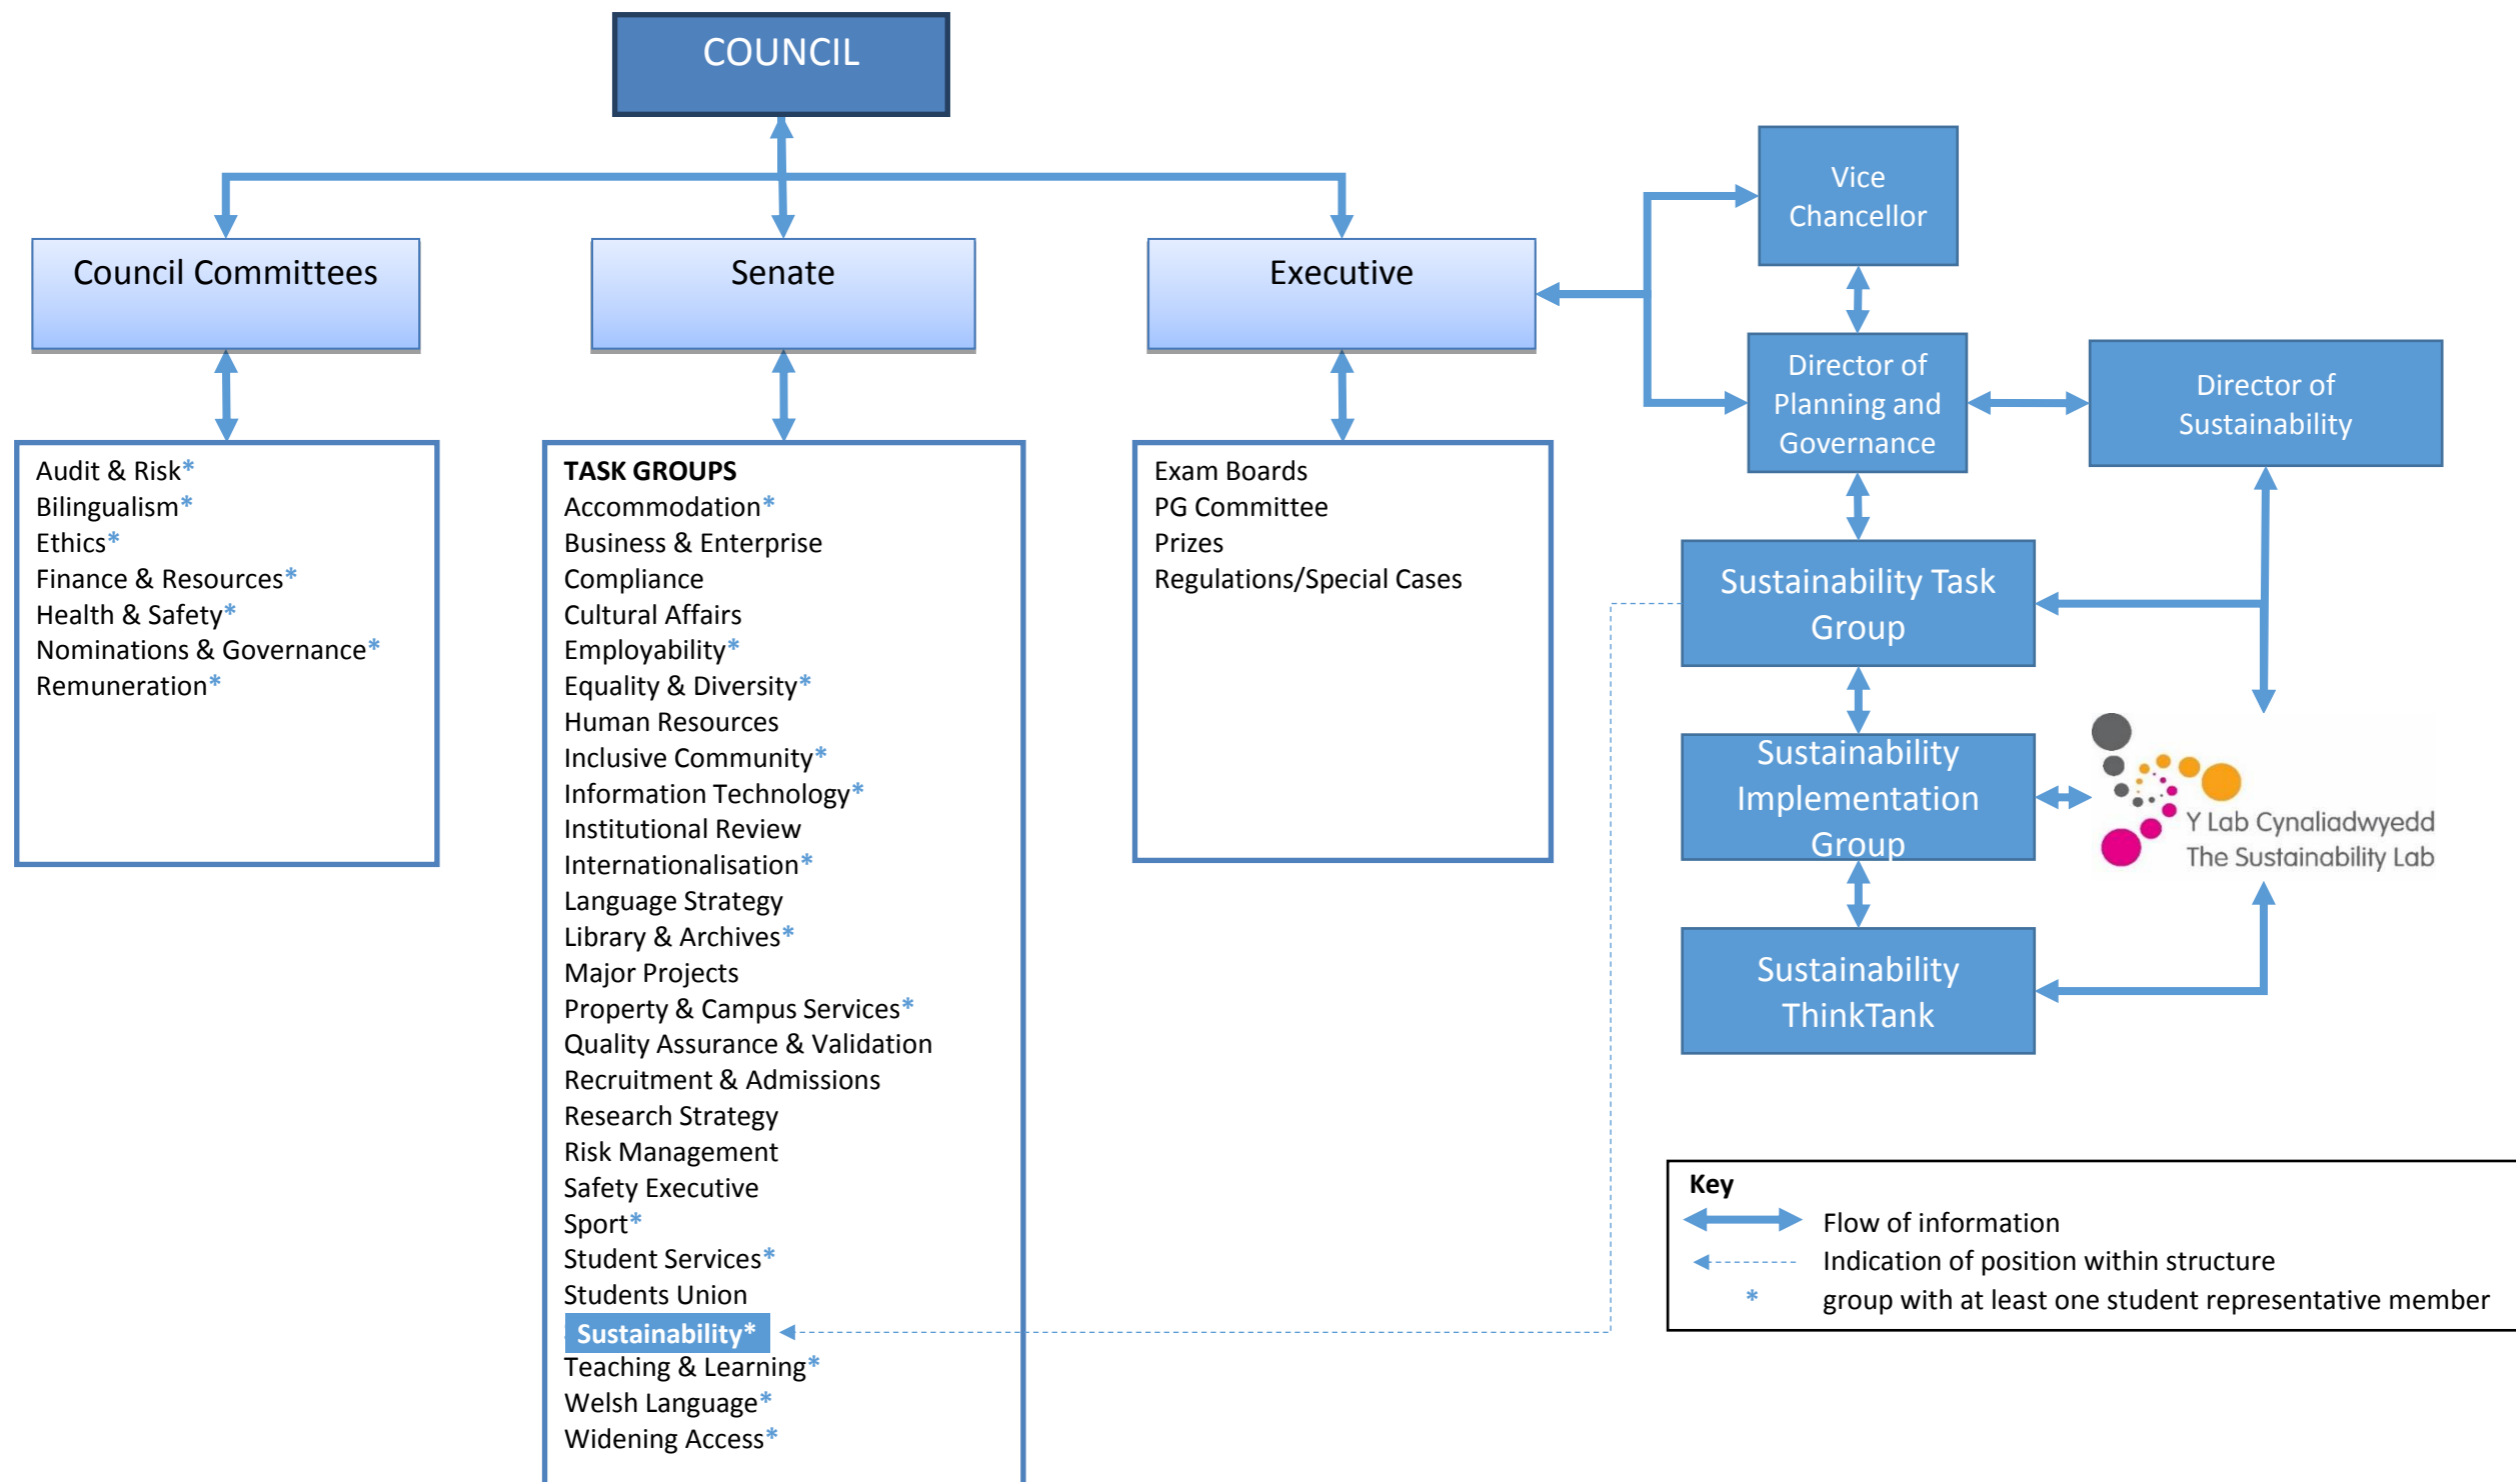 COUNCIL
Council Committees
Senate
Executive
Audit & Risk*
Bilingualism*
Ethics*
Finance & Resources*
Health & Safety*
Nominations & Governance*
Remuneration*
TASK GROUPS
Accommodation*
Business & Enterprise
Compliance
Cultural Affairs
Employability*
Equality & Diversity*
Human Resources
Inclusive Community*
Information Technology*
Institutional Review
Internationalisation*
Language Strategy
Library & Archives*
Major Projects
Property & Campus Services*
Quality Assurance & Validation
Recruitment & Admissions
Research Strategy
Risk Management
Safety Executive
Sport*
Student Services*
Students Union
Sustainability*
Teaching & Learning*
Welsh Language*
Widening Access*
Exam Boards
PG Committee
Prizes
Regulations/Special Cases
Vice
Chancellor
Director of
Planning and
Governance
Director of
Sustainability
Sustainability Task
Group
Sustainability
Implementation
Group
Y Lab Cynaliadwyedd
The Sustainability Lab
Sustainability
ThinkTank
Key
Flow of information
Indication of position within structure
* group with at least one student representative member